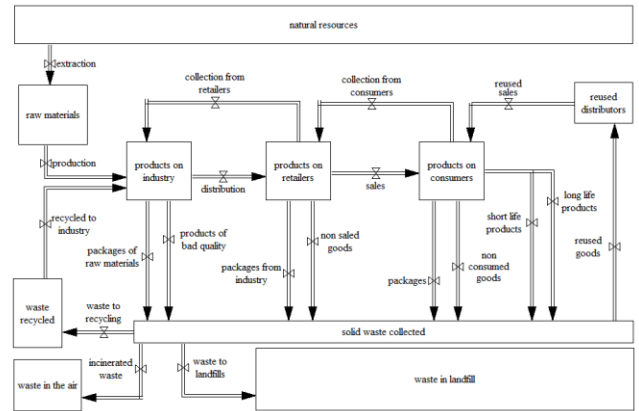 natural resources
extraction
collection from
retailers
collection from
consumers
reused
sales
raw materials
reused
distributors
production
products on
industry
distribution
products on
retailers
sales
products on
consumers
recycled to
industry
packages of
raw materials
products of
bad quality
packages from
industry
non saled
goods
packages
non
consumed
goods
short life
products
long life
products
reused
goods
waste
recycled
waste to
recycling
solid waste collected
waste in the air
incinerated
waste
waste to
landfills
waste in landfill